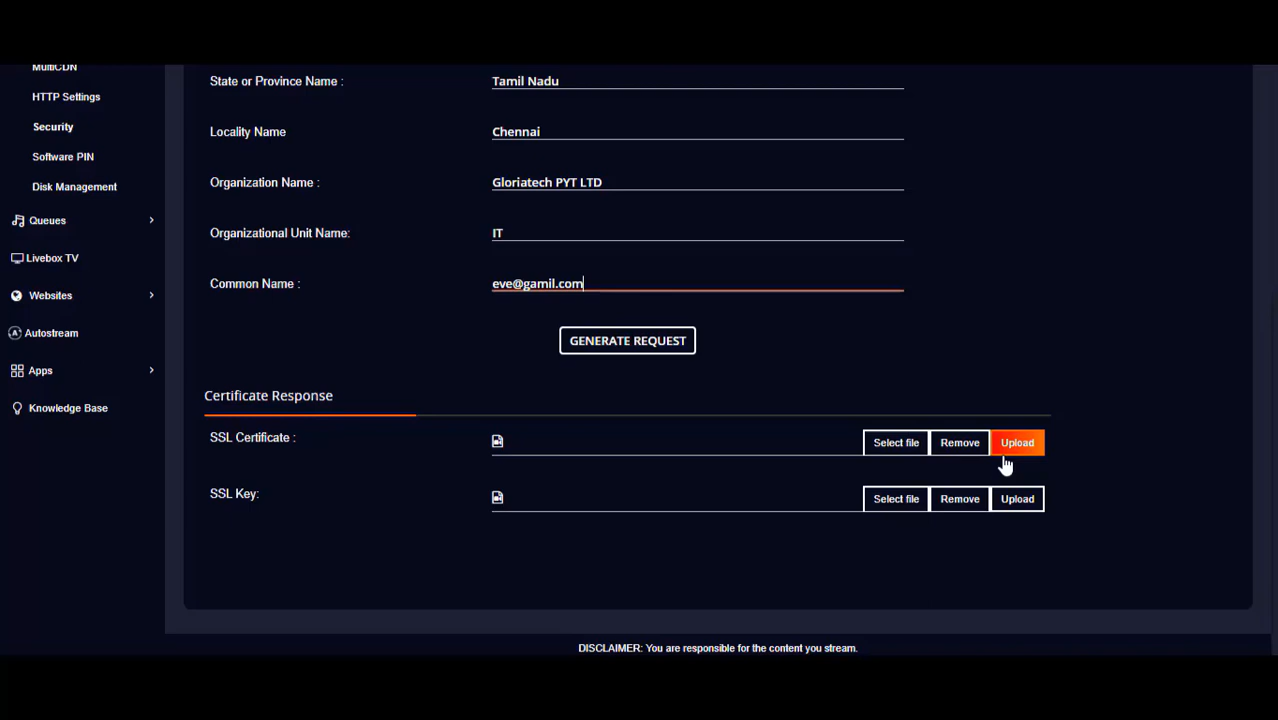 MultiCDN
HTTP Settings
Security
Software PIN
Disk Management
Queues
Livebox TV
Websites
Autostream
Apps
Knowledge Base
State or Province Name : Tamil Nadu
Locality Name Chennai
Organization Name : Gloriatech PYT LTD
Organizational Unit Name: IT
Common Name : eve@gamil.com
GENERATE REQUEST
Certificate Response
SSL Certificate : Select file Remove Upload
SSL Key: Select file Remove Upload
DISCLAIMER: You are responsible for the content you stream.